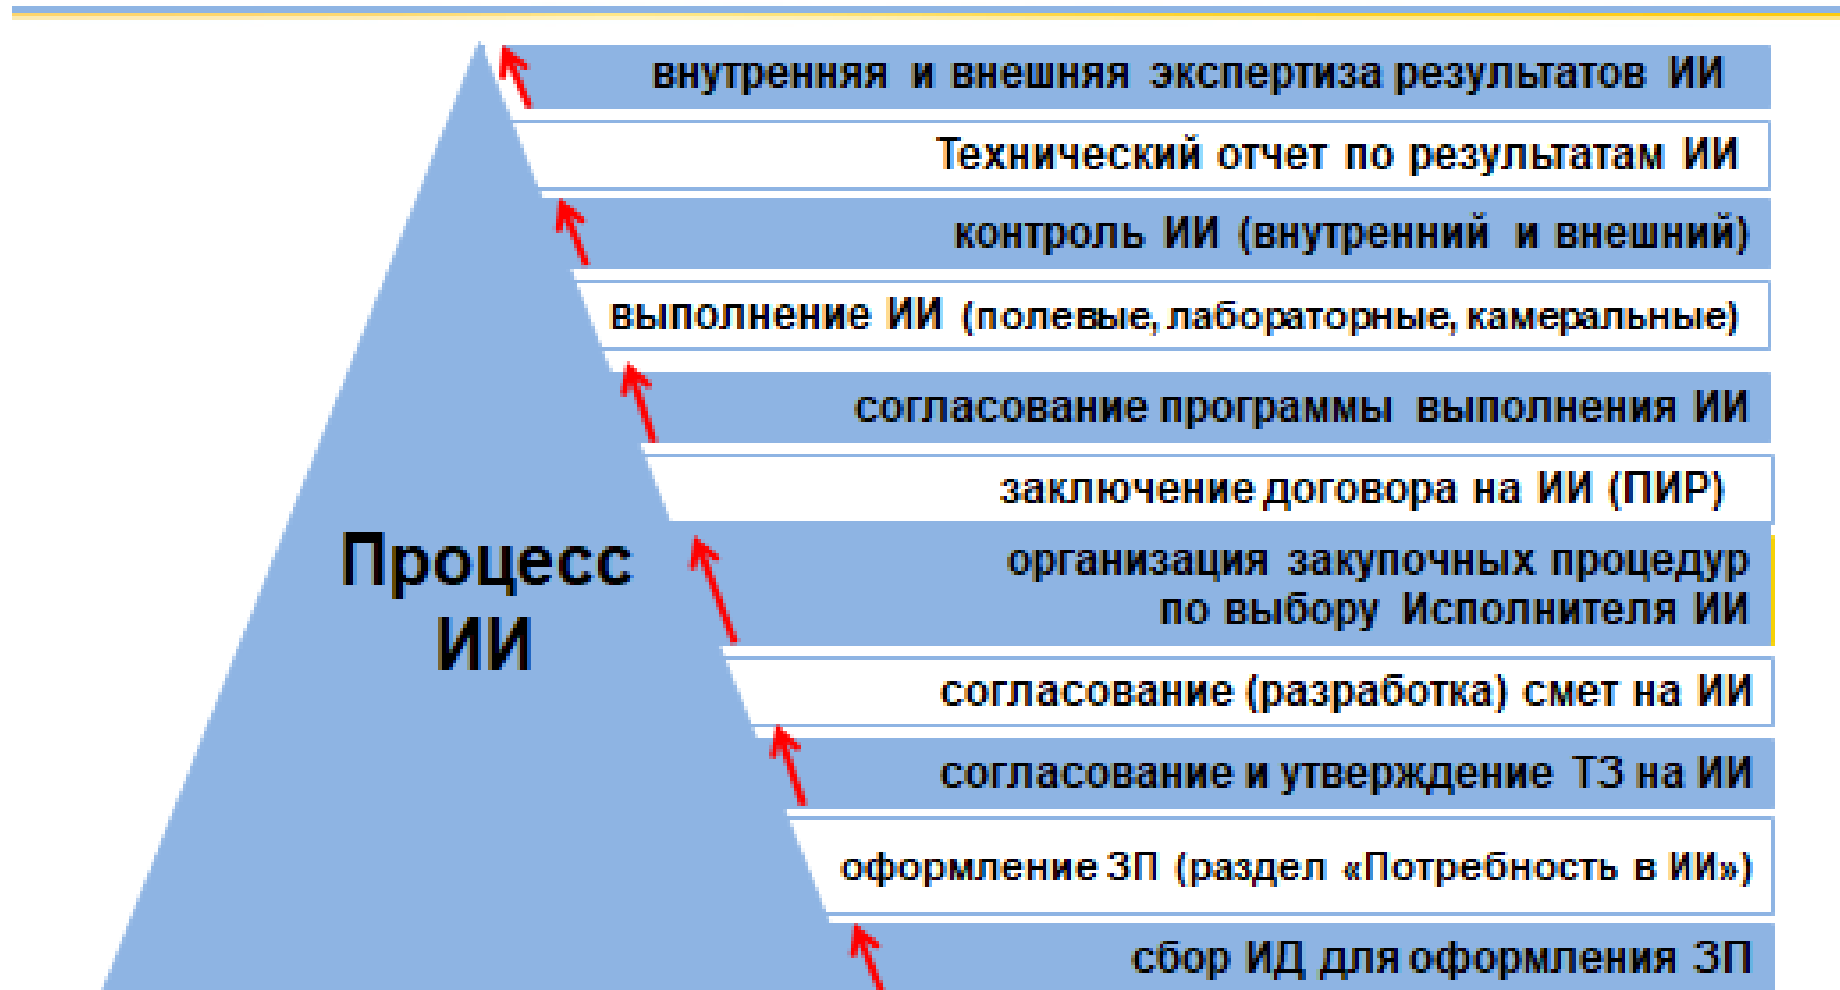 внутренняя и внешняя экспертиза результатов ИИ
Технический отчет по результатам ИИ
контроль ИИ (внутренний и внешний)
выполнение ИИ (полевые, лабораторные, камеральные)
согласование программы выполнения ИИ
заключение договора на ИИ (ПИР)
Процесс
ИИ
организация закупочных процедур
по выбору Исполнителя ИИ
согласование (разработка) смет на ИИ
согласование и утверждение ТЗ на ИИ
оформление ЗП (раздел «Потребность в ИИ»)
сбор ИД для оформления ЗП